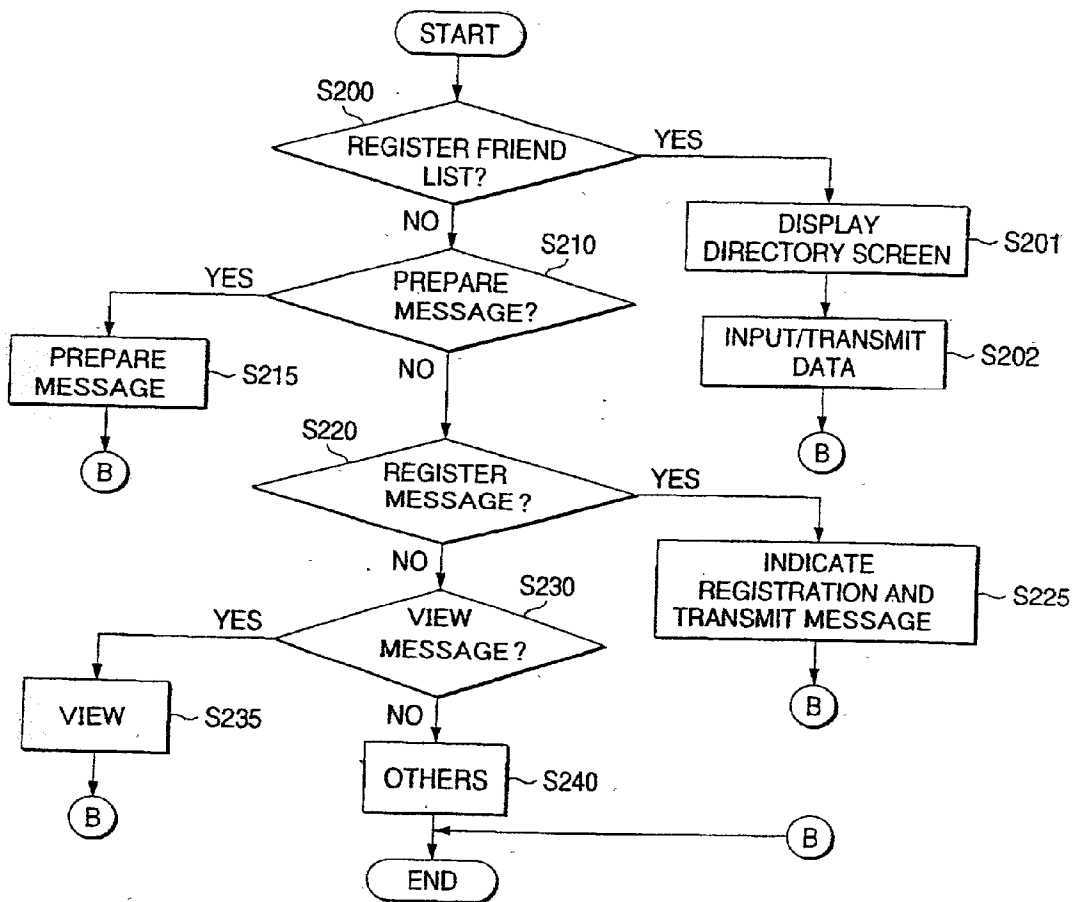 START
S200
REGISTER FRIEND
LIST?
YES
NO
DISPLAY
DIRECTORY SCREEN
S201
S210
YES
PREPARE
MESSAGE?
INPUT/TRANSMIT
DATA
S202
PREPARE
MESSAGE
S215
NO
B
B
S220
REGISTER
MESSAGE?
YES
NO
INDICATE
REGISTRATION AND
TRANSMIT MESSAGE
S225
S230
YES
VIEW
MESSAGE?
B
VIEW
S235
NO
B
OTHERS
S240
B
END